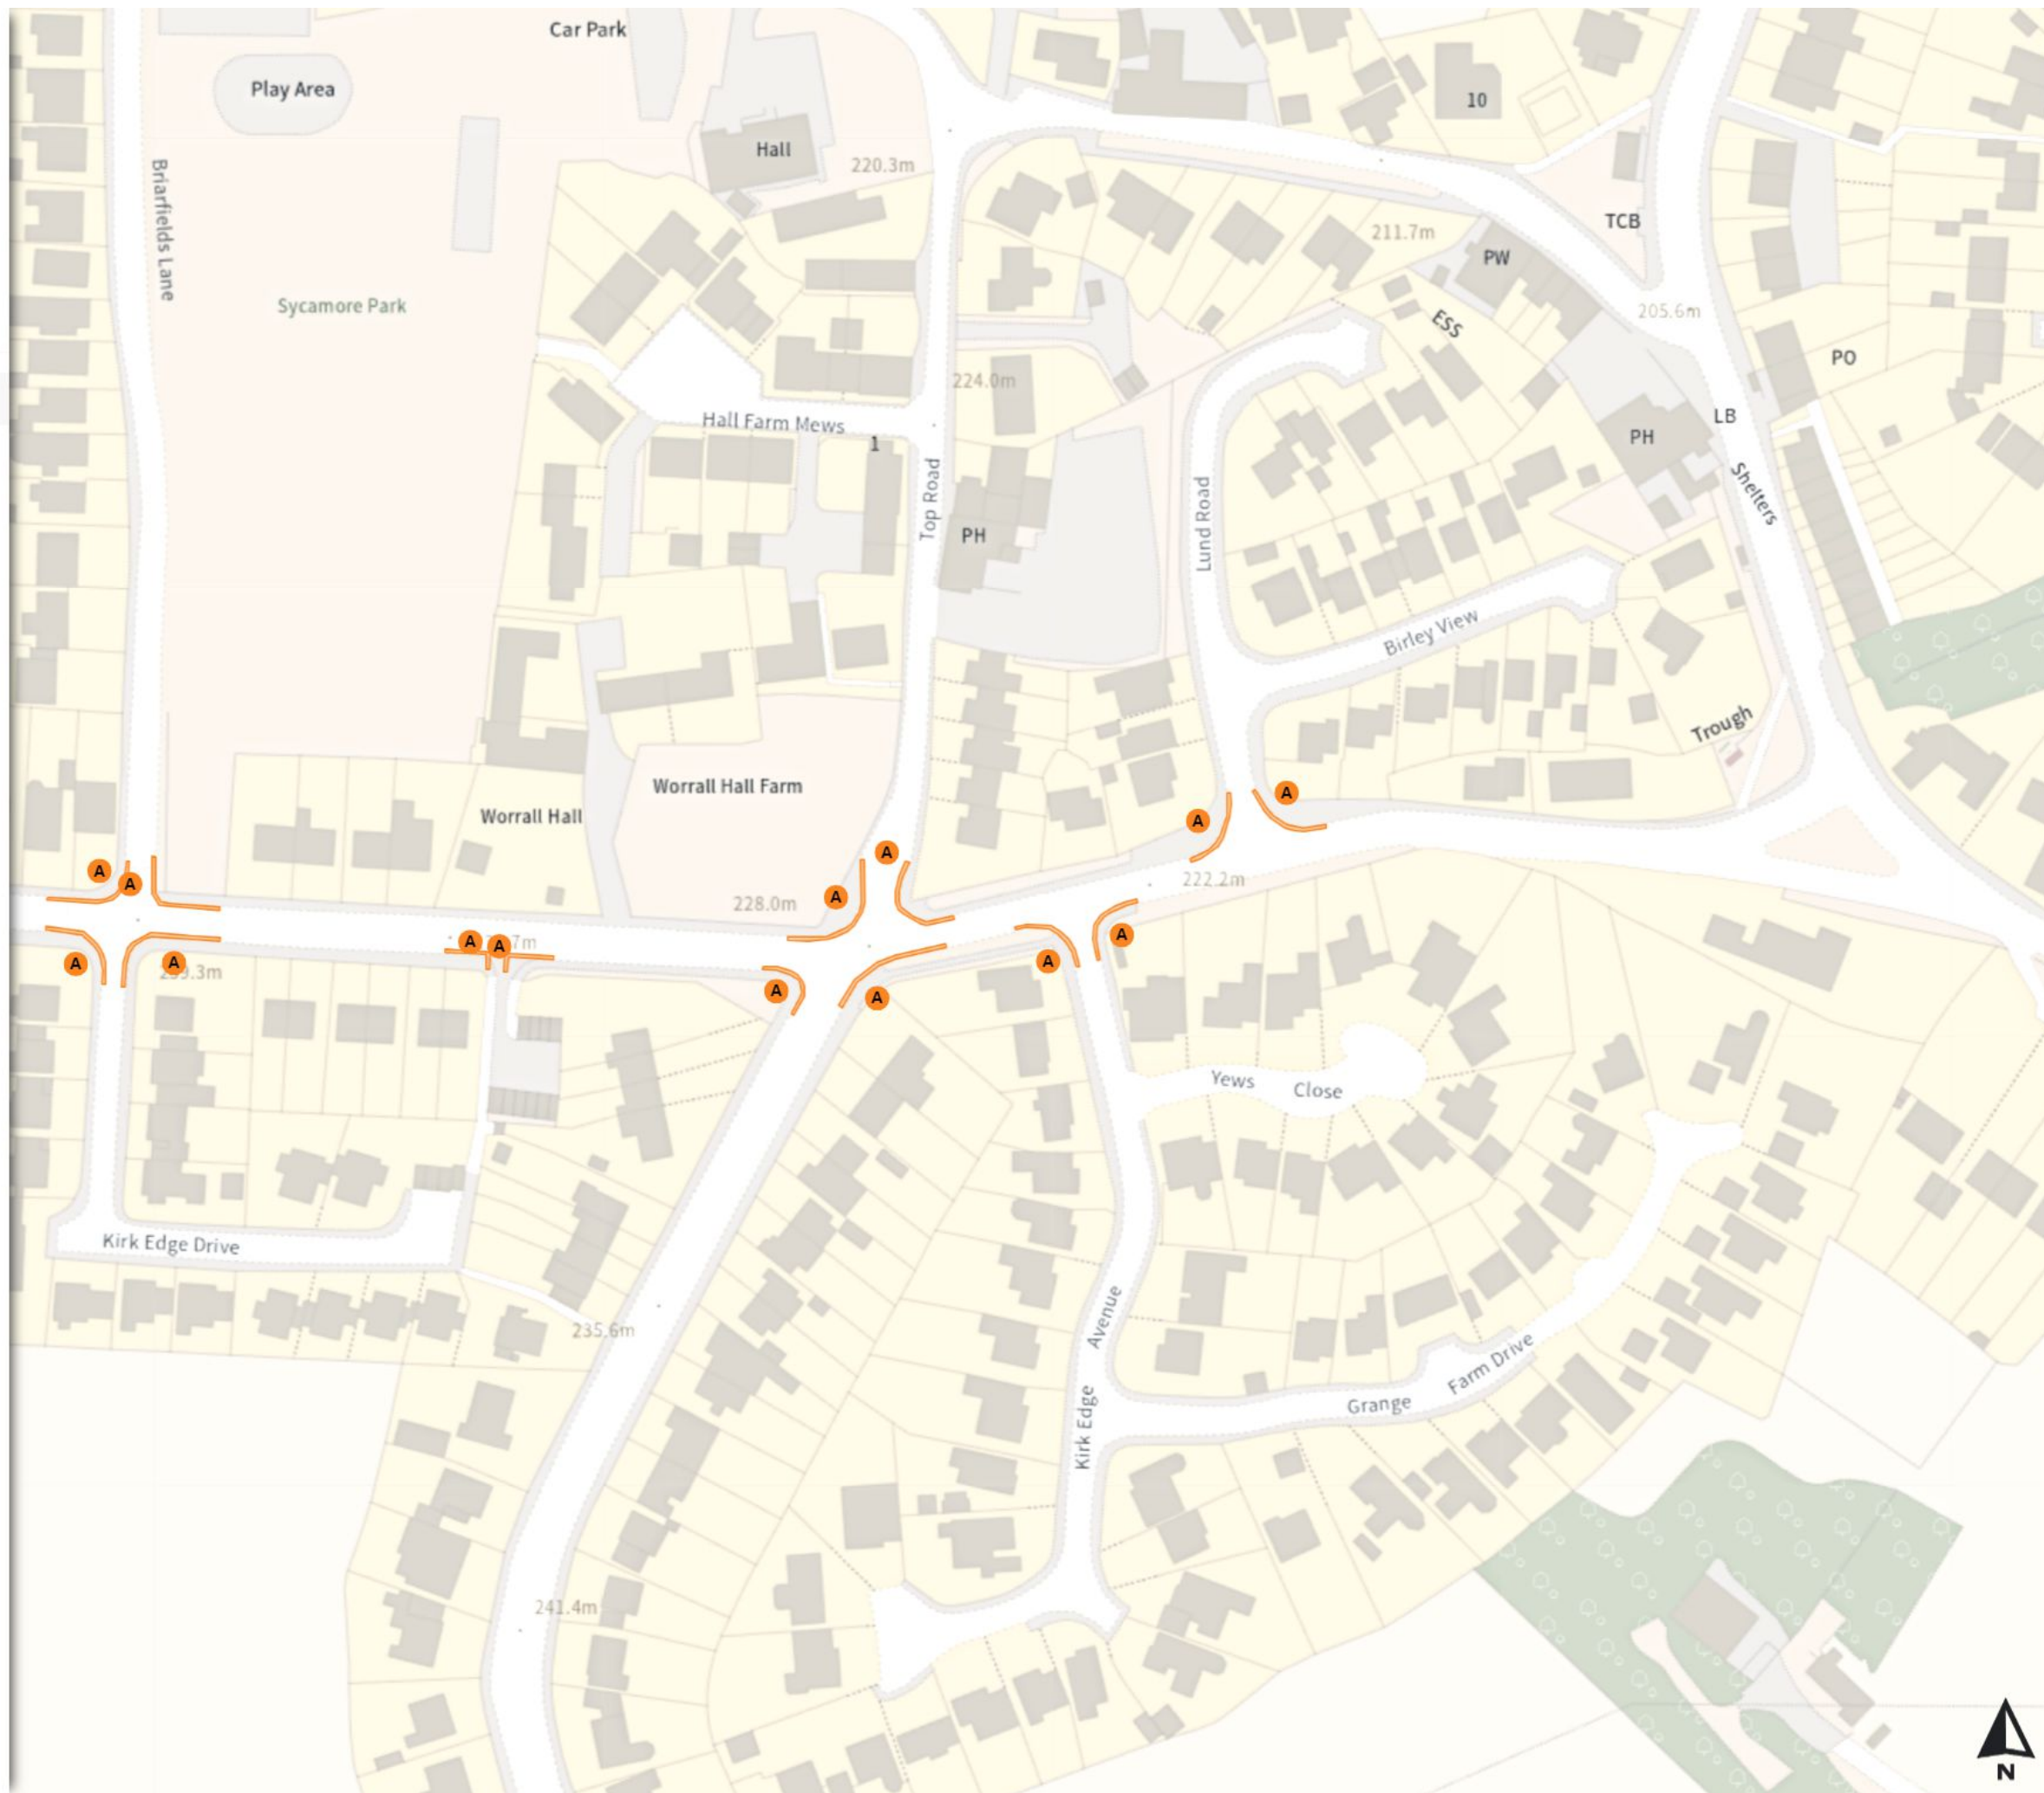 Car Park
Play Area
10
Hall
220.3m
Briarfields Lane
TCB
211.7m
PW
Sycamore Park
ESS
205.6m
PO
224.0m
Hall Farm Mews
1
LB
PH
Top Road
Lund Road
Shelters
PH
Birley View
Trough
Worrall Hall Farm
Worrall Hall
A
A
A
A
A
A
222.2m
A
228.0m
A
A
A
7m
A
A
A
A
239.3m
A
A
Yews Close
Kirk Edge Drive
Avenue
235.6m
Farm Drive
Grange
Kirk Edge
241.4m
N